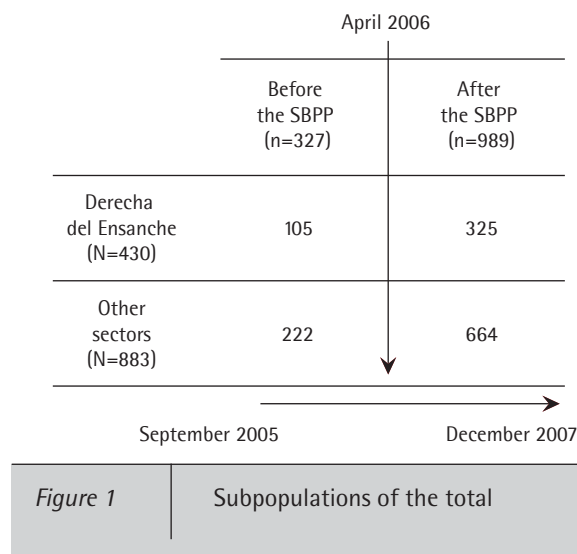 April 2006
Before
the SBPP
(n=327)
After
the SBPP
(n=989)
Derecha
del Ensanche
(N=430)
105
325
Other
sectors
(N=883)
222
664
September 2005
December 2007
Figure 1
Subpopulations of the total